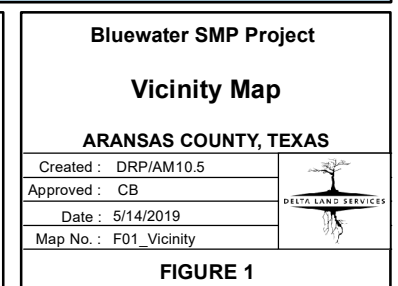 Bluewater SMP Project
Vicinity Map
ARANSAS COUNTY, TEXAS
Created : DRP/AM10.5
Approved : CB
Date : 5/14/2019
Map No. : F01_Vicinity
DELTA LAND SERVICES
FIGURE 1